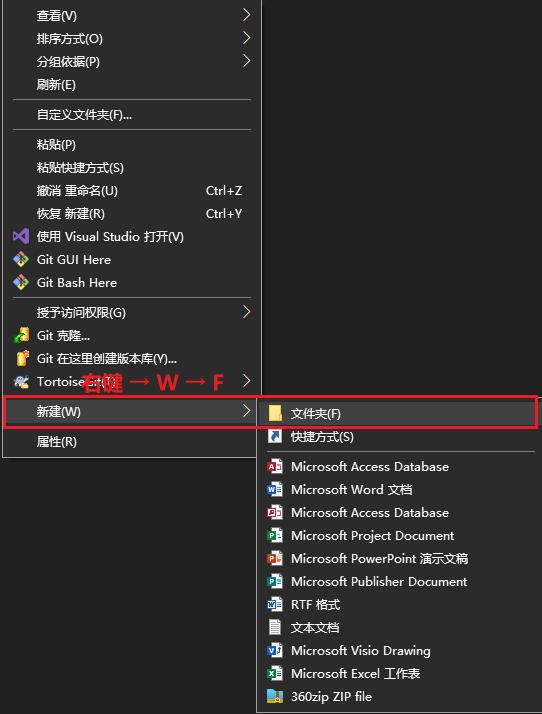 查看(V)
排序方式(O)
分组依据(P)
刷新(E)
自定义文件夹(F)...
粘贴(P)
粘贴快捷方式(S)
撤消 重命名(U) Ctrl+Z
恢复 新建(R) Ctrl+Y
使用 Visual Studio 打开(V)
Git GUI Here
Git Bash Here
授予访问权限(G)
Git 克隆...
Git 在这里创建版本库(Y)...
TortoiseGit(T)
右键 → W → F
新建(W)
属性(R)
文件夹(F)
快捷方式(S)
Microsoft Access Database
Microsoft Word 文档
Microsoft Access Database
Microsoft Project Document
Microsoft PowerPoint 演示文稿
Microsoft Publisher Document
RTF 格式
文本文档
Microsoft Visio Drawing
Microsoft Excel 工作表
360zip ZIP file